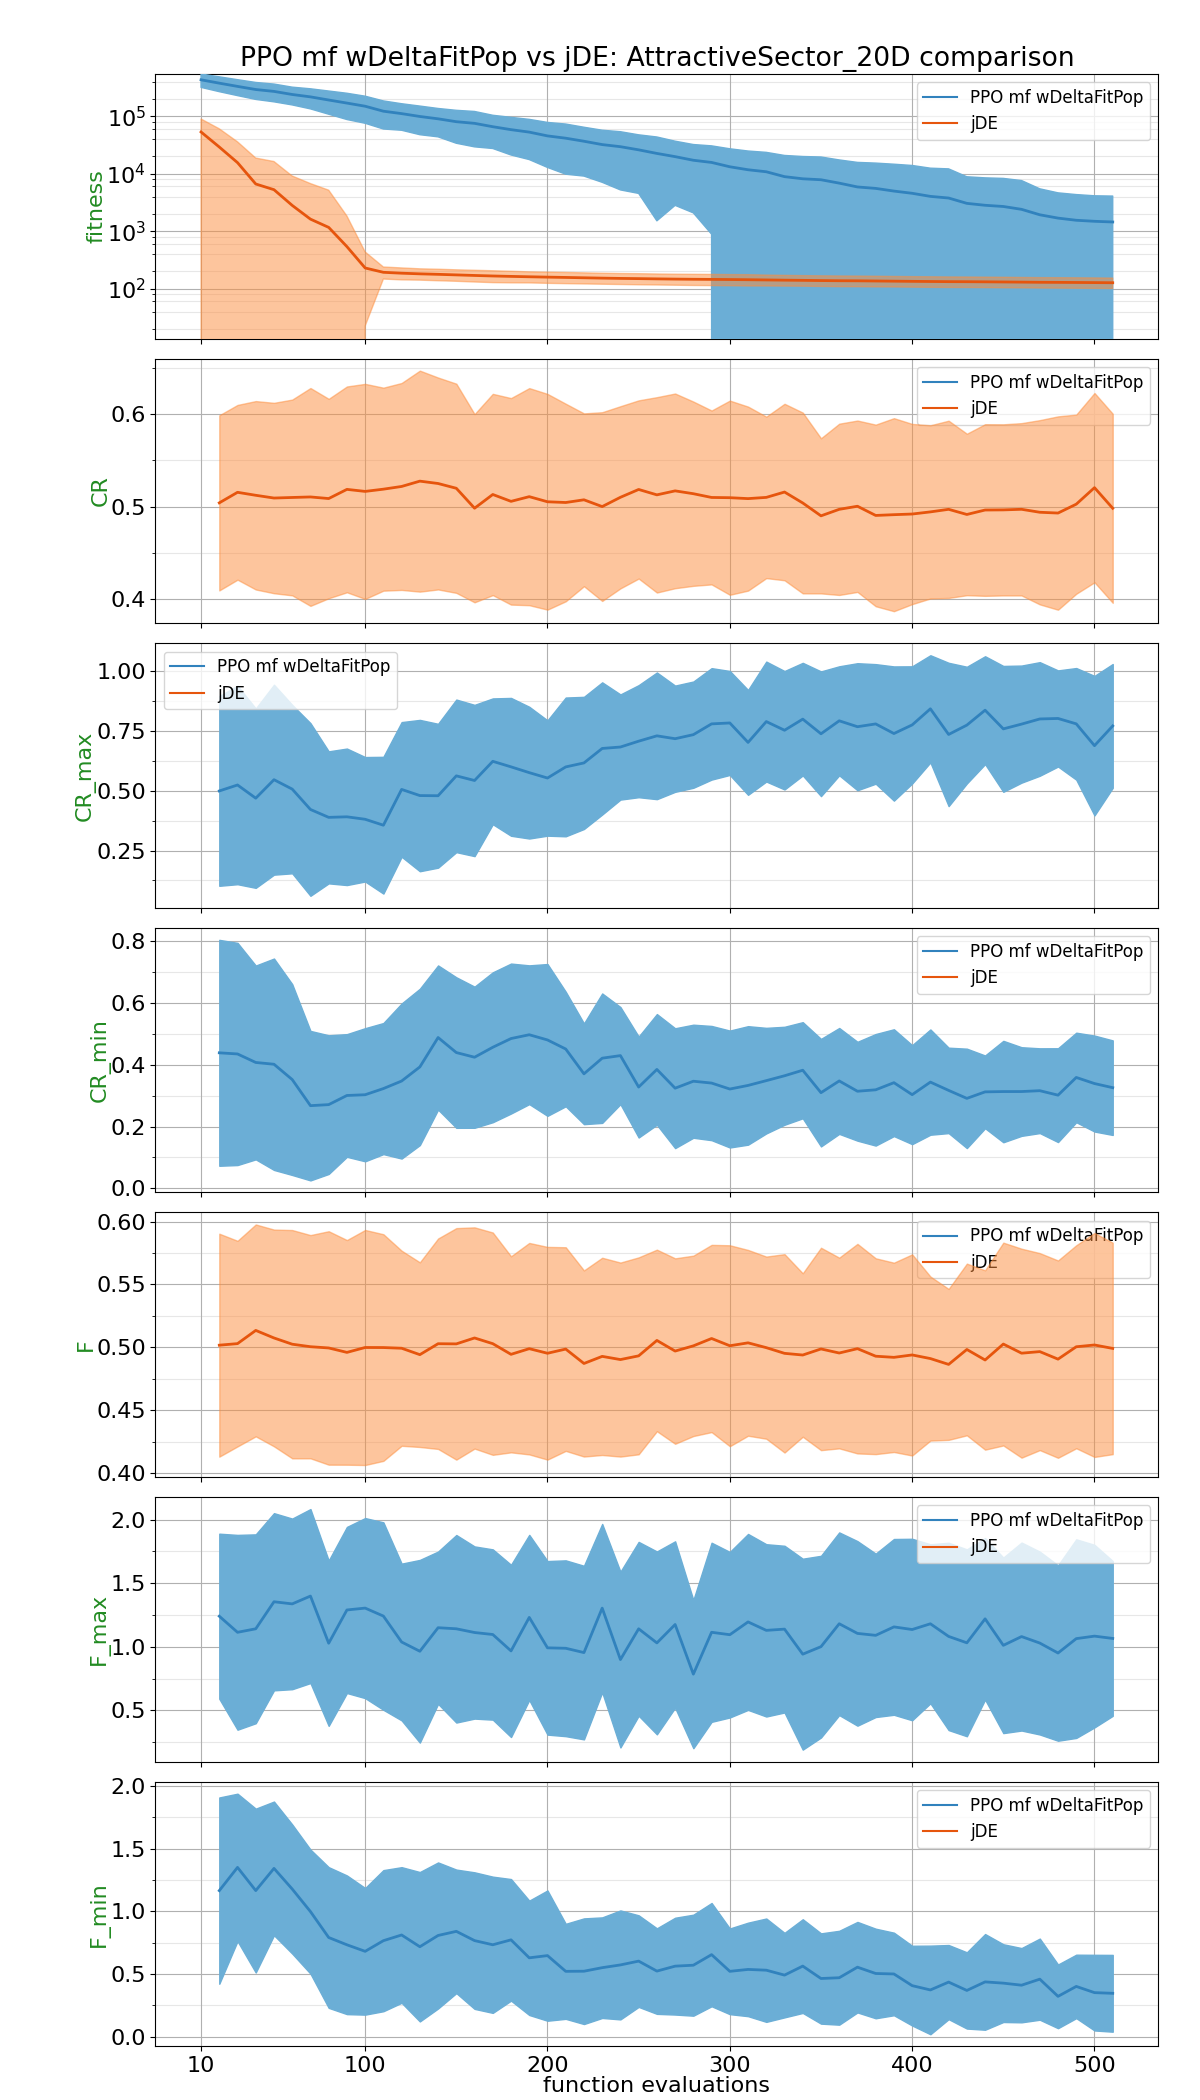 PPO mf wDeltaFitPop vs jDE: AttractiveSector_20D comparison
fitness
10^5
10^4
10^3
10^2
PPO mf wDeltaFitPop
jDE
CR
0.6
0.5
0.4
PPO mf wDeltaFitPop
jDE
CR_max
1.00
0.75
0.50
0.25
PPO mf wDeltaFitPop
jDE
CR_min
0.8
0.6
0.4
0.2
0.0
PPO mf wDeltaFitPop
jDE
F
0.60
0.55
0.50
0.45
0.40
PPO mf wDeltaFitPop
jDE
F_max
2.0
1.5
1.0
0.5
PPO mf wDeltaFitPop
jDE
F_min
2.0
1.5
1.0
0.5
0.0
PPO mf wDeltaFitPop
jDE
10 100 200 300 400 500
function evaluations